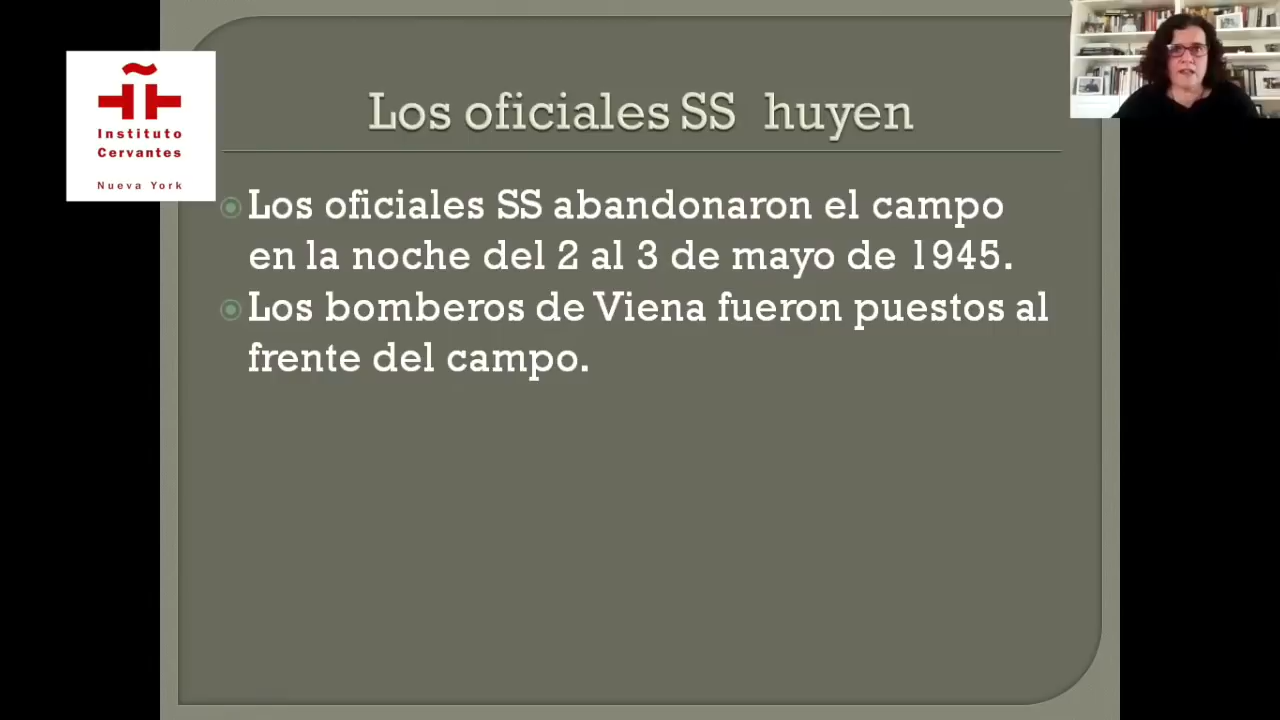 Instituto
Cervantes
Nueva York
Los oficiales SS huyen
Los oficiales SS abandonaron el campo
en la noche del 2 al 3 de mayo de 1945.
Los bomberos de Viena fueron puestos al
frente del campo.